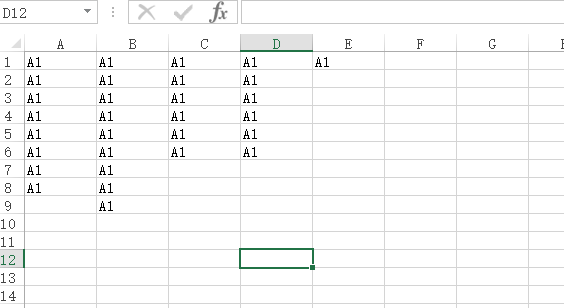 D12
fx
A B C D E F G
1 A1 A1 A1 A1 A1
2 A1 A1 A1 A1
3 A1 A1 A1 A1
4 A1 A1 A1 A1
5 A1 A1 A1 A1
6 A1 A1 A1 A1
7 A1 A1
8 A1 A1
9 A1
10
11
12
13
14